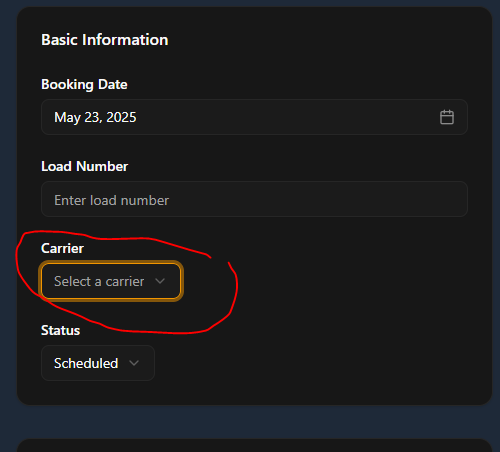 Basic Information
Booking Date
May 23, 2025
Load Number
Enter load number
Carrier
Select a carrier
Status
Scheduled